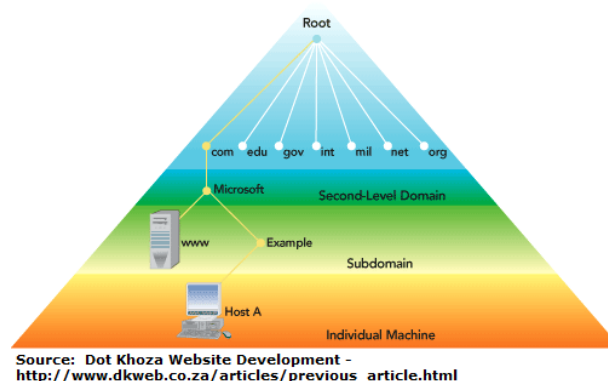 Root
com edu gov int mil net org
Microsoft
Second-Level Domain
www
Example
Subdomain
Host A
Individual Machine
Source: Dot Khoza Website Development -
http://www.dkweb.co.za/articles/previous_article.html